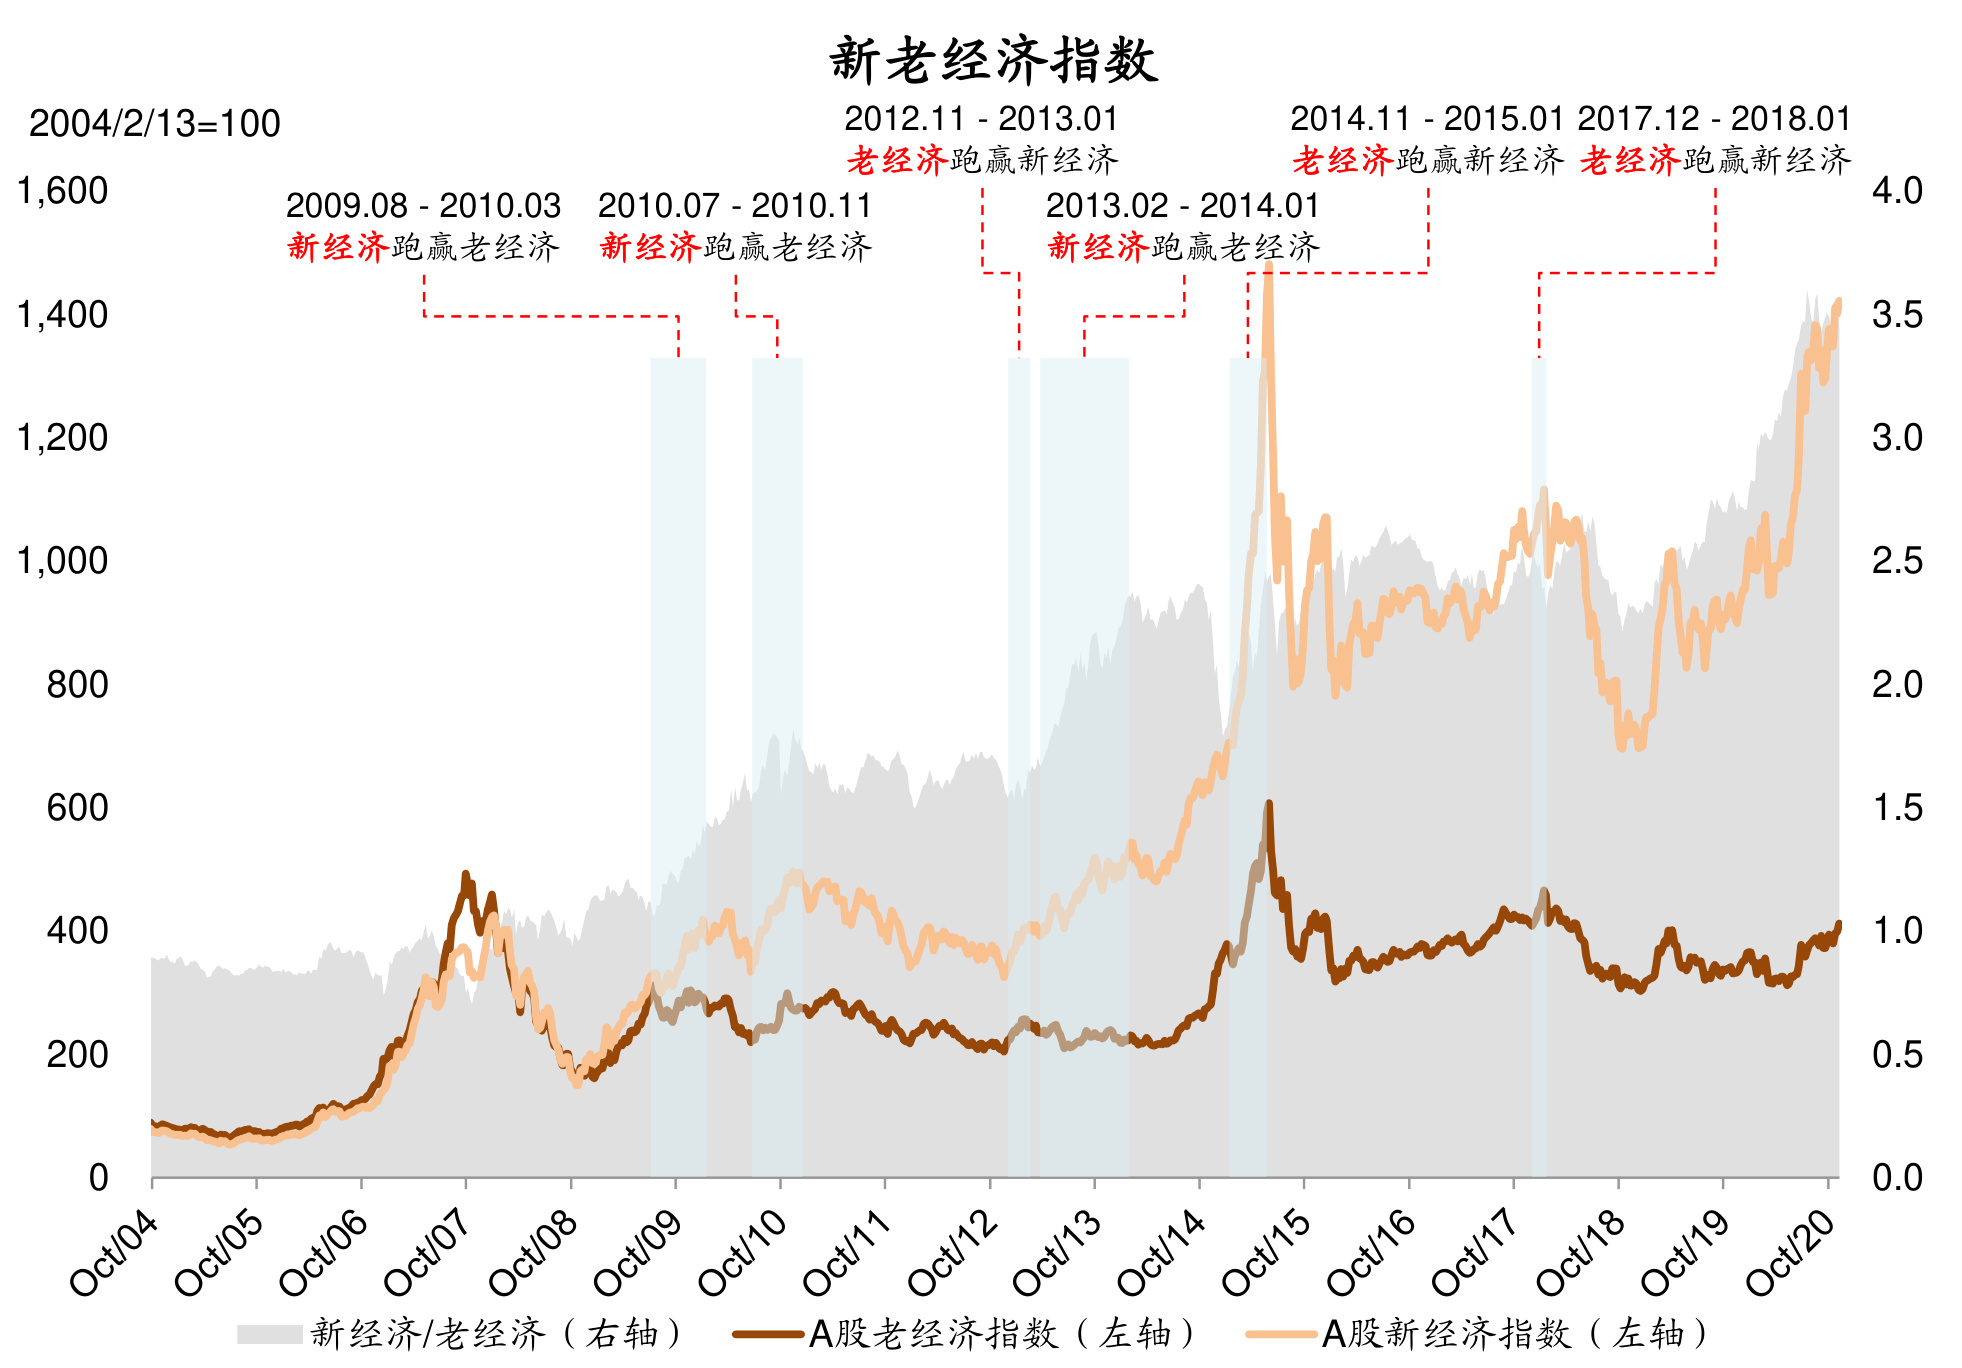 新老经济指数
2004/2/13=100
2012.11 - 2013.01
老经济跑赢新经济
2014.11 - 2015.01
老经济跑赢新经济
2017.12 - 2018.01
老经济跑赢新经济
2009.08 - 2010.03
新经济跑赢老经济
2010.07 - 2010.11
新经济跑赢老经济
2013.02 - 2014.01
新经济跑赢老经济
1,600
1,400
1,200
1,000
800
600
400
200
0
4.0
3.5
3.0
2.5
2.0
1.5
1.0
0.5
0.0
Oct/04
Oct/05
Oct/06
Oct/07
Oct/08
Oct/09
Oct/10
Oct/11
Oct/12
Oct/13
Oct/14
Oct/15
Oct/16
Oct/17
Oct/18
Oct/19
Oct/20
新经济/老经济（右轴）
A股老经济指数（左轴）
A股新经济指数（左轴）